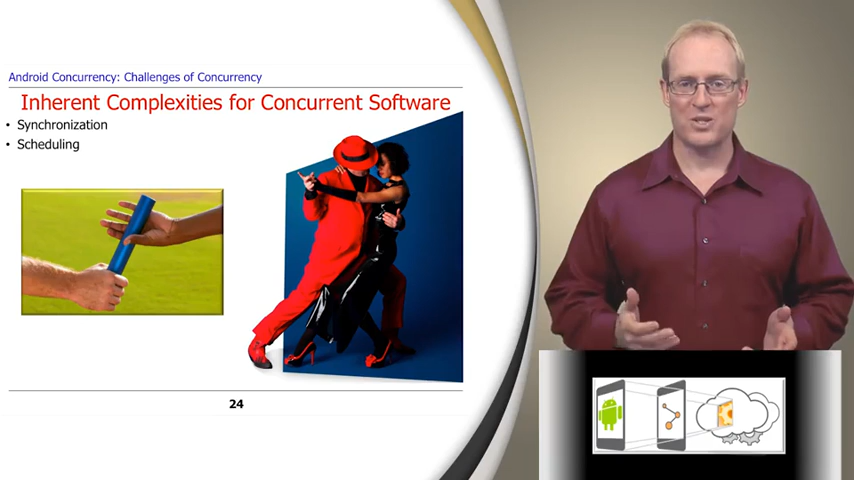 Android Concurrency: Challenges of Concurrency
Inherent Complexities for Concurrent Software
• Synchronization
• Scheduling
24